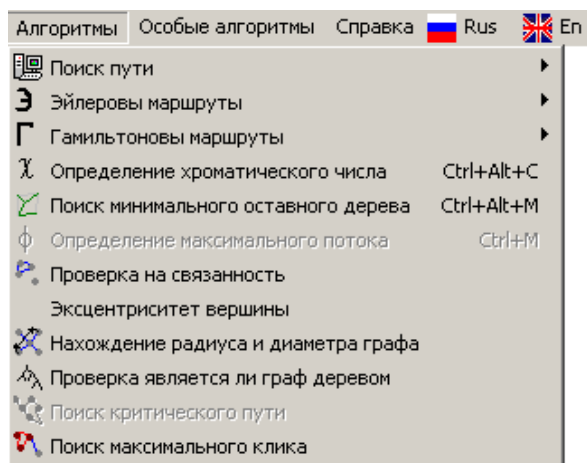 Алгоритмы Особые алгоритмы Справка Rus En
Поиск пути
Эйлеровы маршруты
Гамильтоновы маршруты
Определение хроматического числа Ctrl+Alt+C
Поиск минимального оставного дерева Ctrl+Alt+M
Определение максимального потока Ctrl+M
Проверка на связанность
Эксцентриситет вершины
Нахождение радиуса и диаметра графа
Проверка является ли граф деревом
Поиск критического пути
Поиск максимального клика